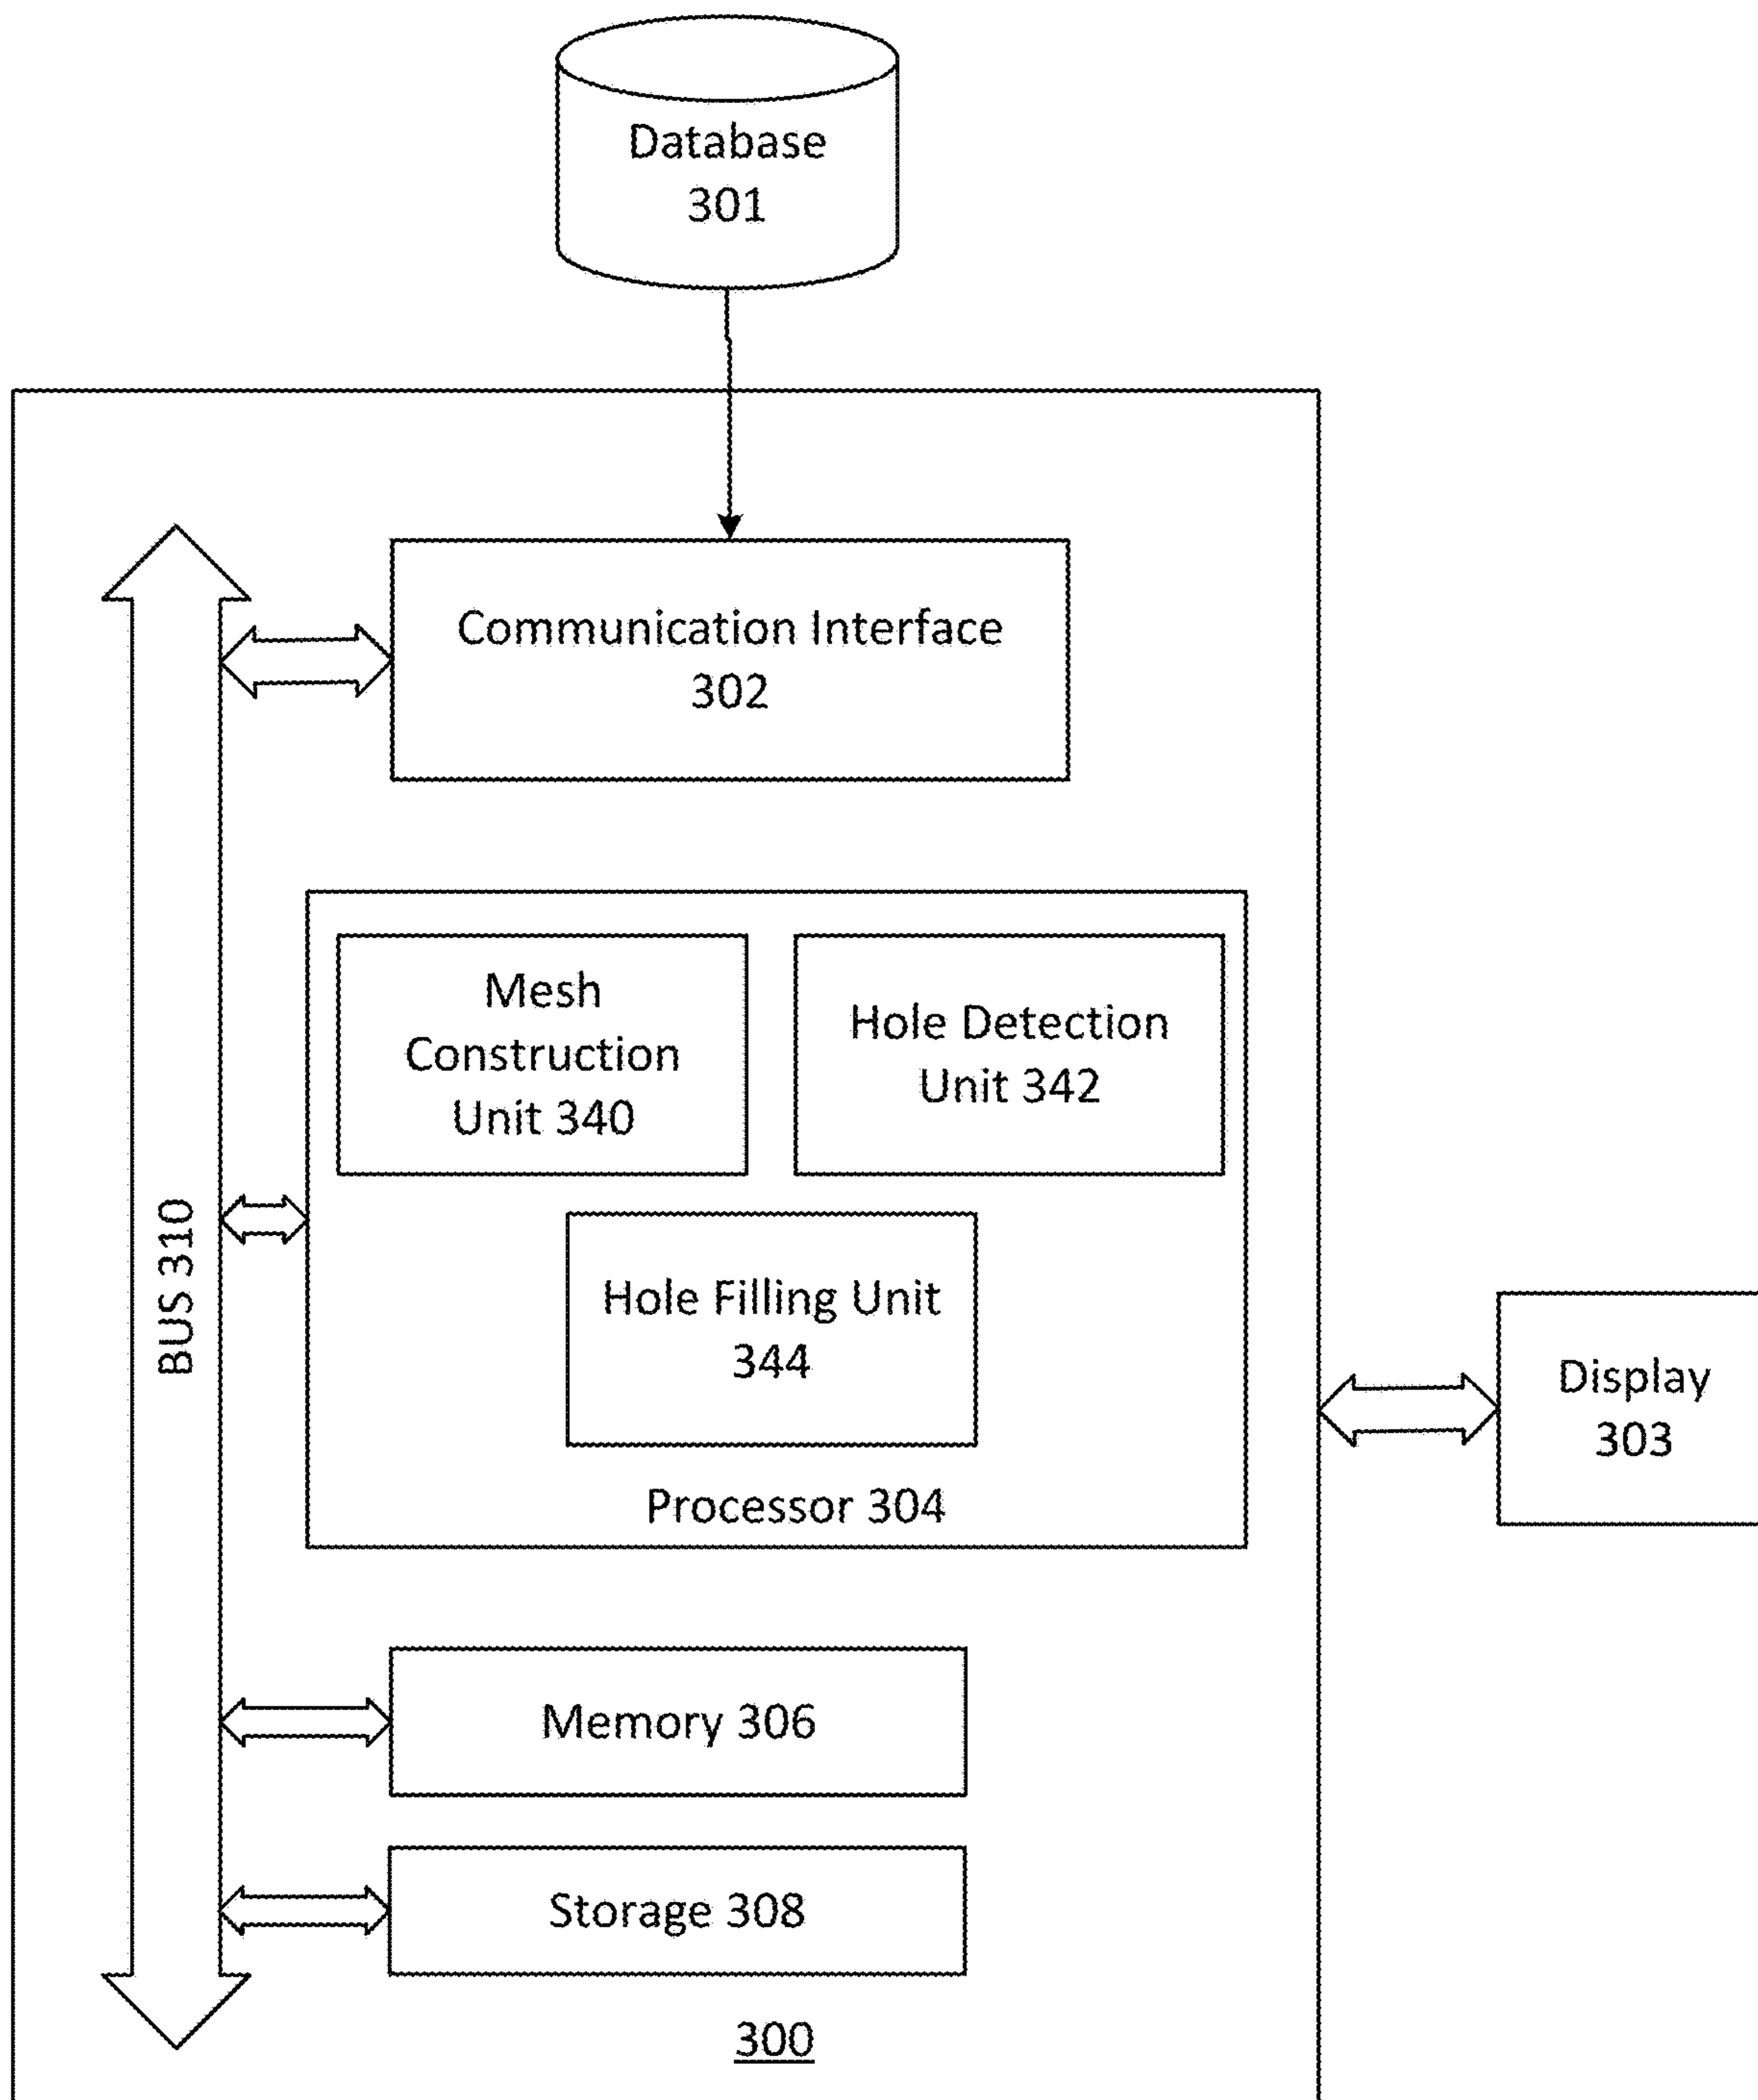 Database
301
Communication Interface
302
Mesh
Construction
Unit 340
Hole Detection
Unit 342
BUS 310
Hole Filling Unit
344
Display
303
Processor 304
Memory 306
Storage 308
300